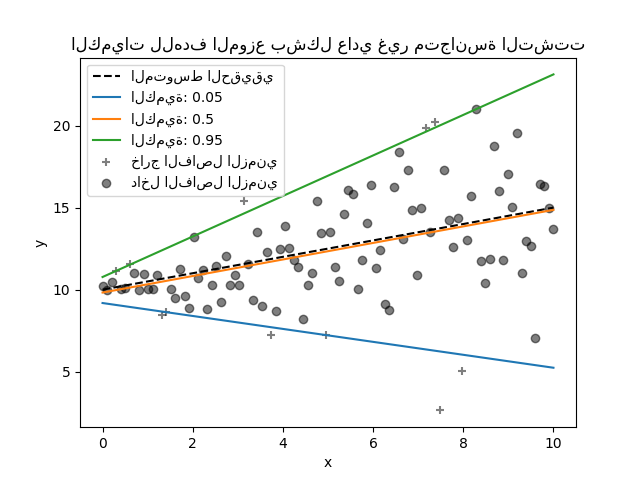 الكميات للهدف الموزع بشكل عادي غير متجانسة التشتت
المتوسط الحقيقي
الكمية: 0.05
الكمية: 0.5
الكمية: 0.95
خارج الفاصل الزمني
داخل الفاصل الزمني
y
20
15
10
5
0 2 4 6 8 10
x